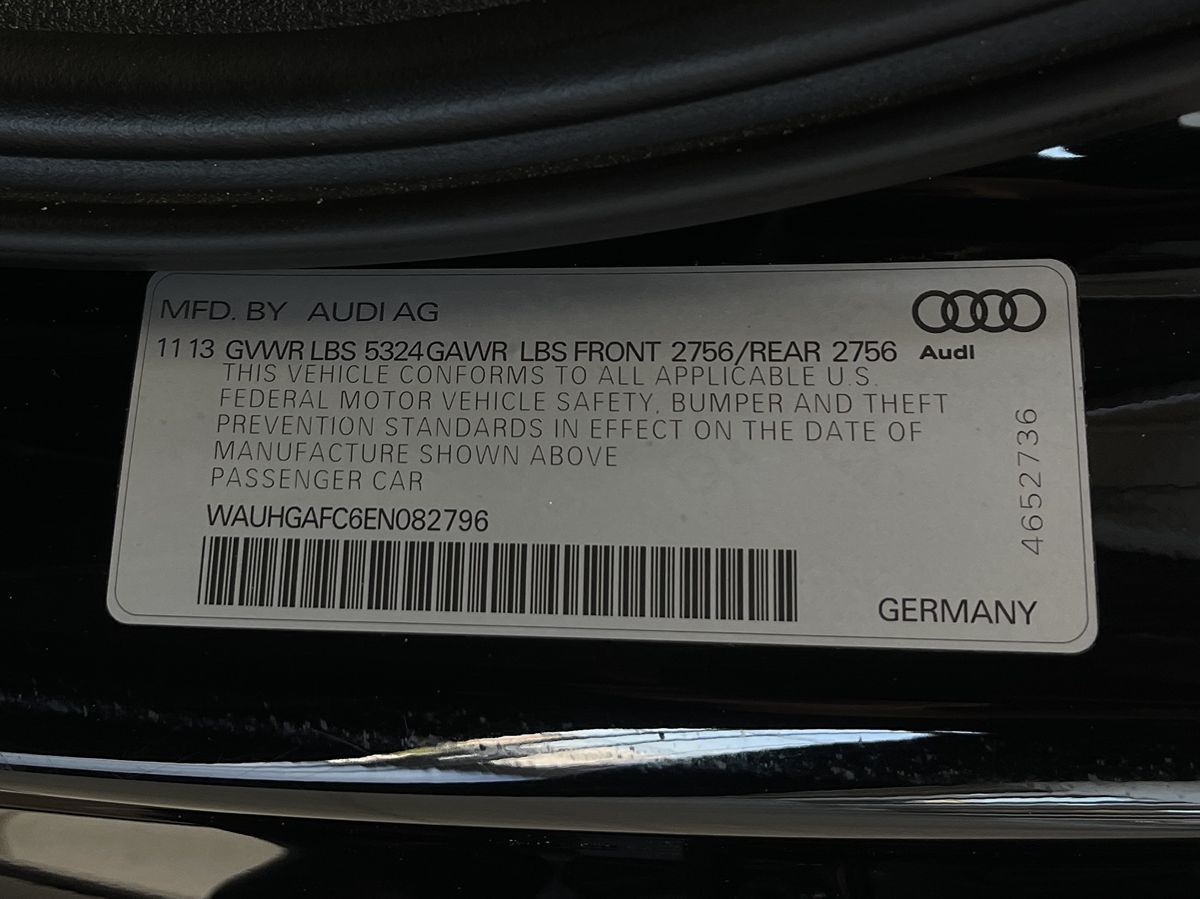 MFD. BY AUDI AG
11 13 GVWR LBS 5324 GAWR LBS FRONT 2756/REAR 2756
Audi
THIS VEHICLE CONFORMS TO ALL APPLICABLE U.S.
FEDERAL MOTOR VEHICLE SAFETY, BUMPER AND THEFT
PREVENTION STANDARDS IN EFFECT ON THE DATE OF
MANUFACTURE SHOWN ABOVE
PASSENGER CAR
WAUHGAFC6EN082796
4652736
GERMANY